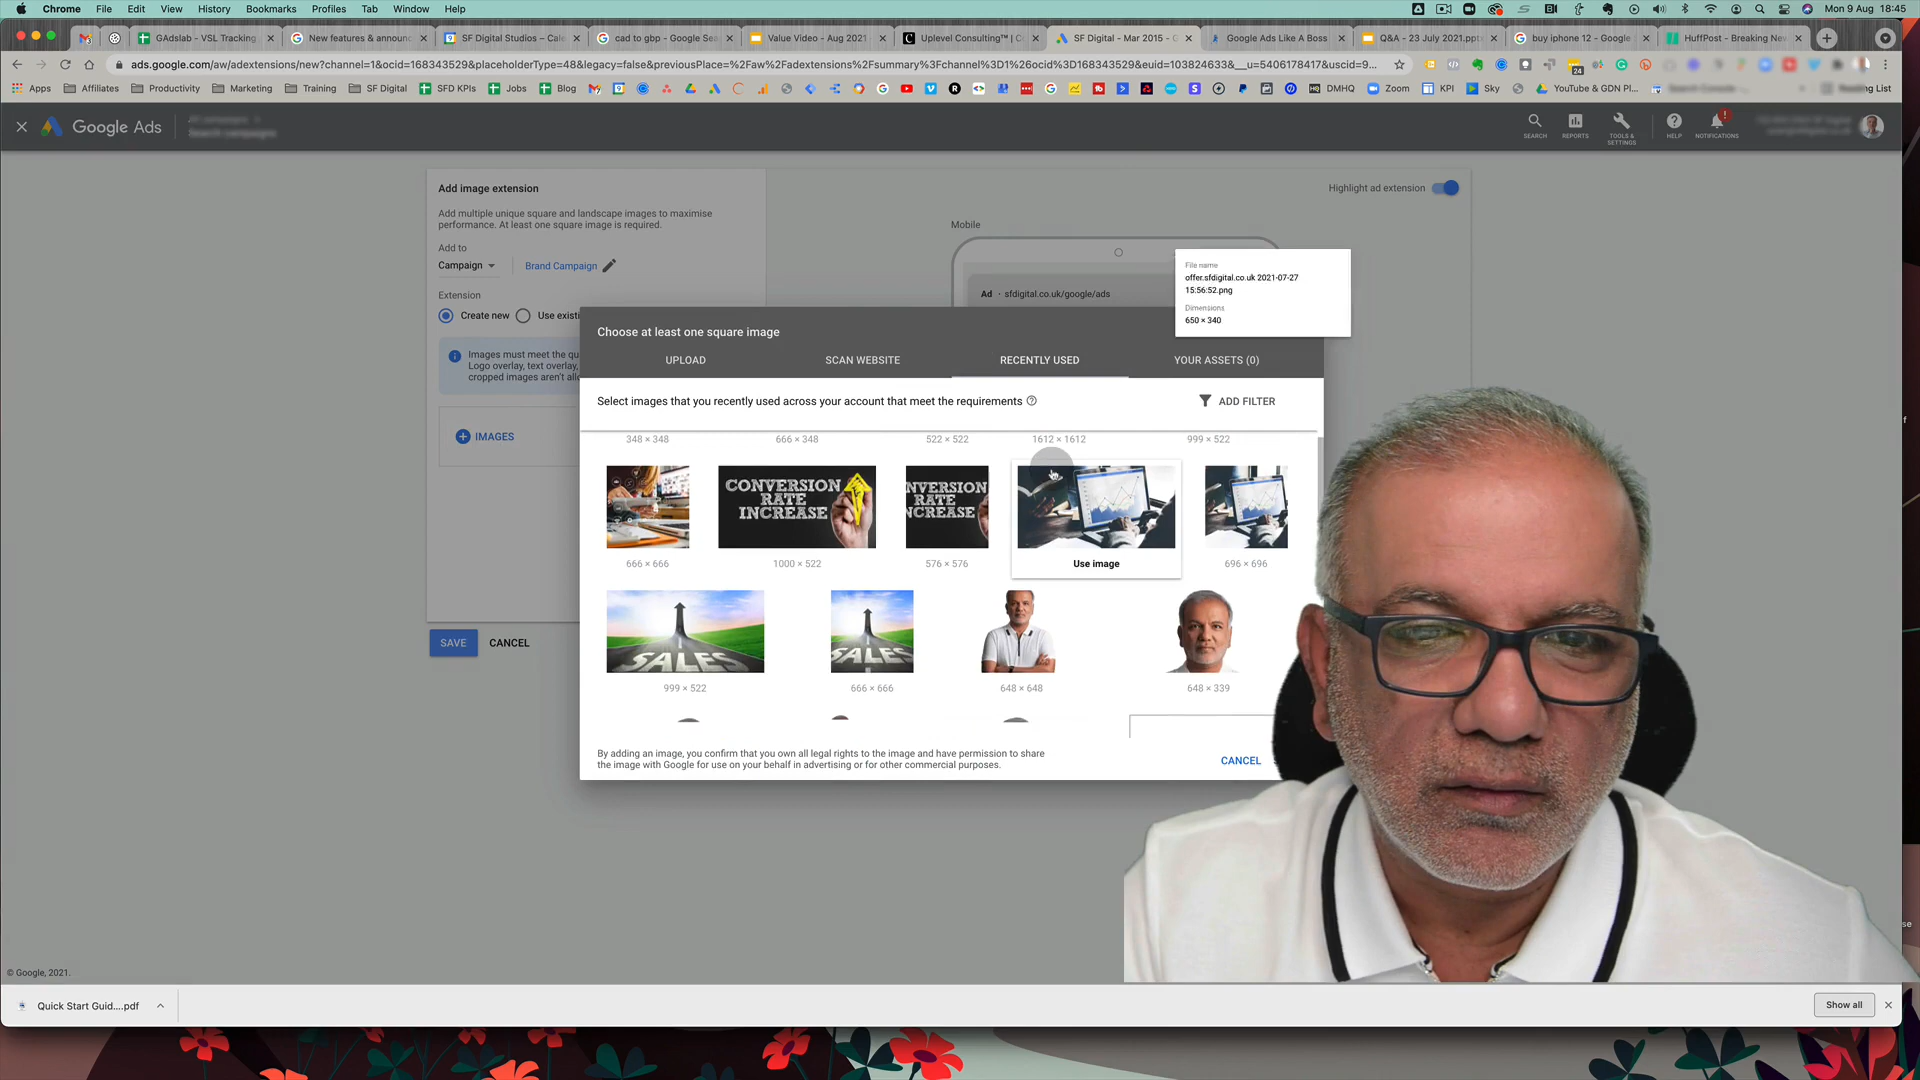 Chrome File Edit View History Bookmarks Profiles Tab Window Help Mon 9 Aug 18:45
GAdslab - VSL Tracking New features & announc SF Digital Studios – Cale cad to gbp - Google Sea Value Video - Aug 2021 Uplevel Consulting™ | C SF Digital - Mar 2015 - G Google Ads Like A Boss Q&A - 23 July 2021.pptx buy iphone 12 - Google HuffPost - Breaking Nev
ads.google.com/aw/adextensions/new?channel=1&ocid=168343529&placeholderType=48&legacy=false&previousPlace=%2Faw%2Fadextensions%2Fsummary%3Fchannel%3D1%26ocid%3D168343529&euid=103824633&__u=5406178417&uscid=9...
24
Apps Affiliates Productivity Marketing Training SF Digital SFD KPIs Jobs Blog DMHQ Zoom KPI Sky YouTube & GDN Pl... Search Console -... Reading List
Google Ads
Search campaigns
SEARCH REPORTS TOOLS & SETTINGS HELP NOTIFICATIONS
Add image extension
Highlight ad extension
Add multiple unique square and landscape images to maximise
performance. At least one square image is required.
Mobile
Add to
Campaign Brand Campaign
File name
offer.sfdigital.co.uk 2021-07-27
15:56:52.png
Dimensions
650 × 340
Extension
Ad · sfdigital.co.uk/google/ads
Create new Use existi
Images must meet the qu
Logo overlay, text overlay,
cropped images aren't allo
IMAGES
SAVE CANCEL
Choose at least one square image
UPLOAD SCAN WEBSITE RECENTLY USED YOUR ASSETS (0)
Select images that you recently used across your account that meet the requirements
ADD FILTER
348 × 348 666 × 348 522 × 522 1612 × 1612 999 × 522
CONVERSION
RATE
INCREASE
NVERSION
RATE
NCREASE
666 × 666 1000 × 522 576 × 576 Use image 696 × 696
SALES
SALES
999 × 522 666 × 666 648 × 648 648 × 339
By adding an image, you confirm that you own all legal rights to the image and have permission to share
the image with Google for use on your behalf in advertising or for other commercial purposes.
CANCEL
© Google, 2021.
Quick Start Guid....pdf
Show all